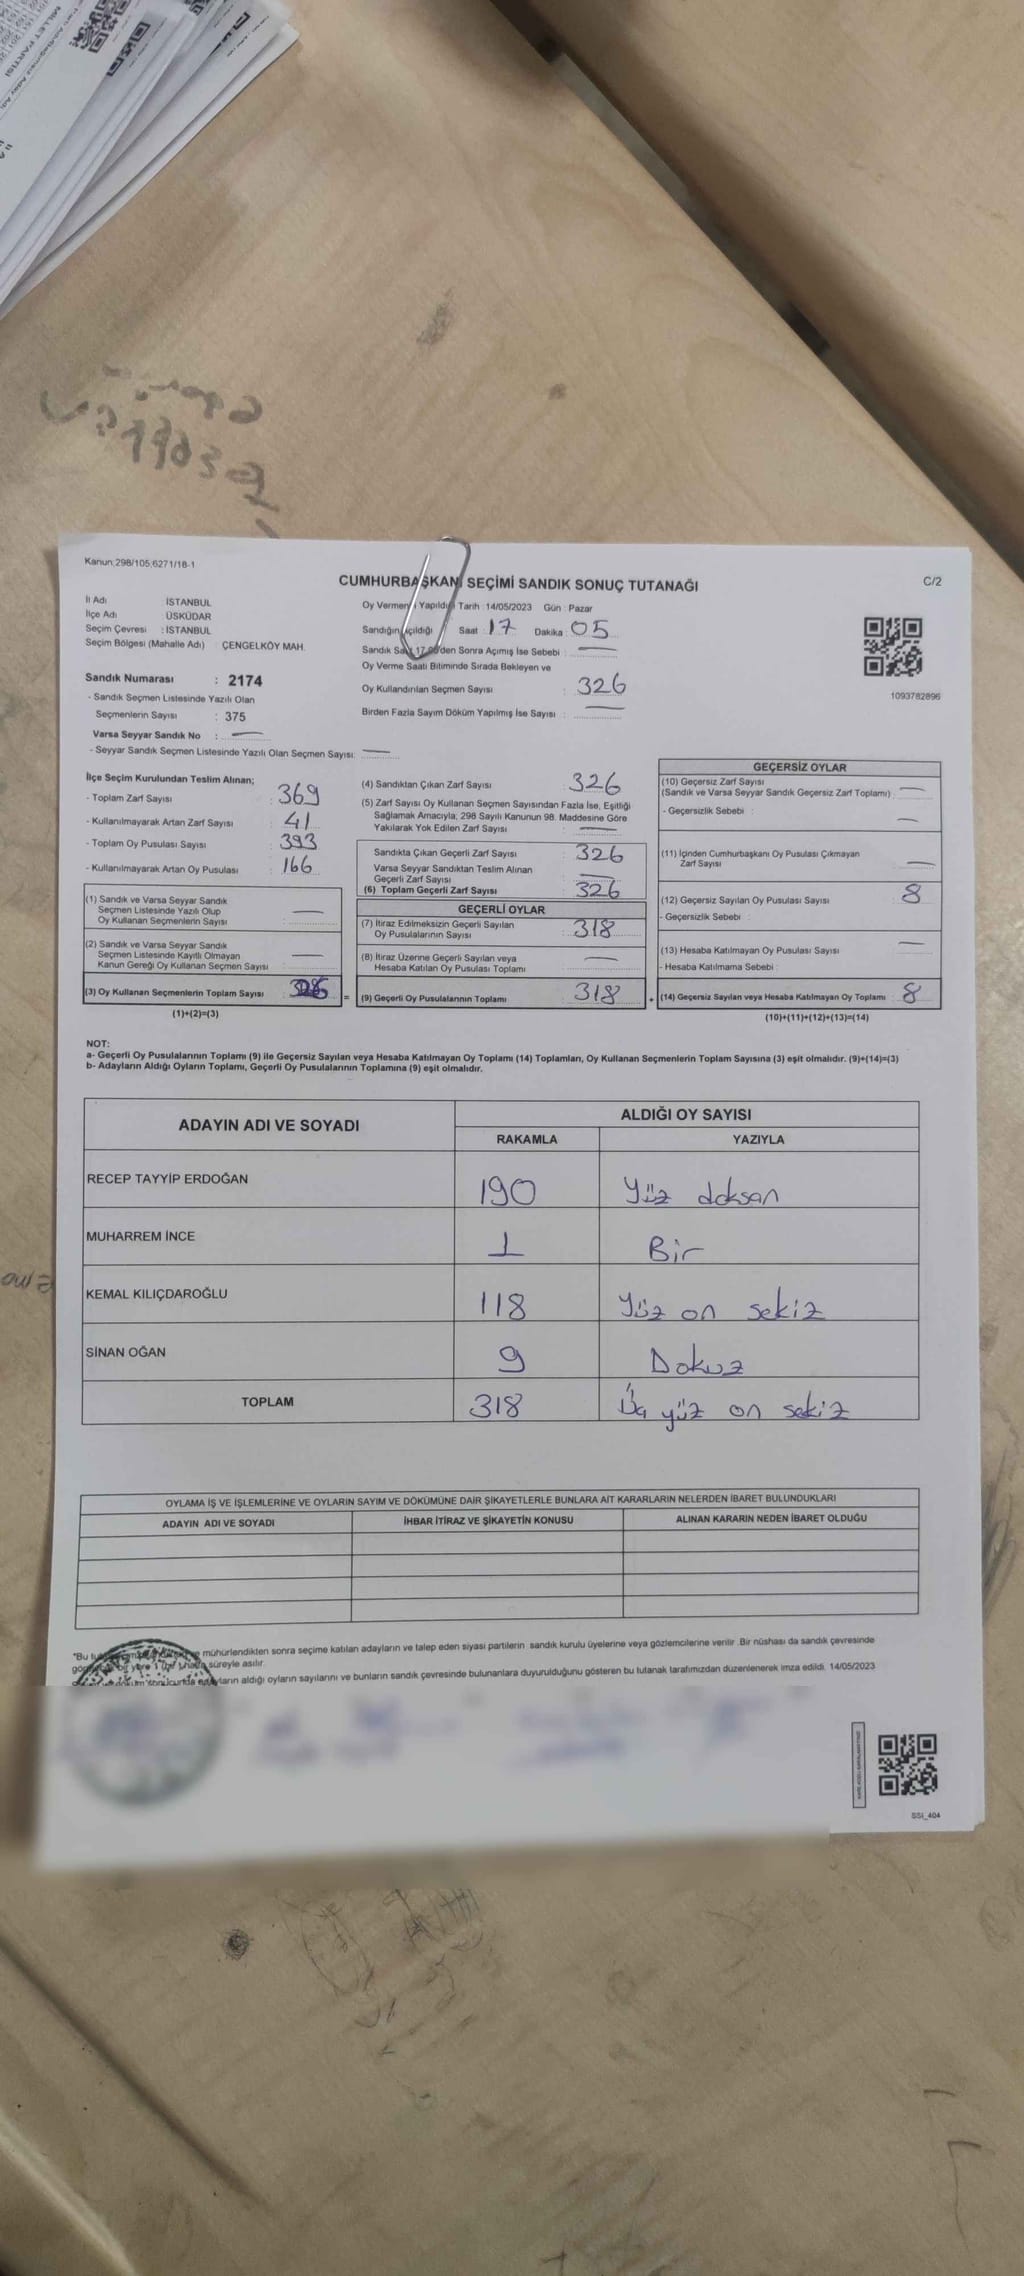 MİLLET PARTİSİ
Kanun;298/105,6271/18-1
CUMHURBAŞKANI SEÇİMİ SANDIK SONUÇ TUTANAĞI
C/2
İl Adı İSTANBUL
İlçe Adı ÜSKÜDAR
Seçim Çevresi : İSTANBUL
Seçim Bölgesi (Mahalle Adı) : ÇENGELKÖY MAH.
Sandık Numarası : 2174
- Sandık Seçmen Listesinde Yazılı Olan
Seçmenlerin Sayısı : 375
Varsa Seyyar Sandık No :
- Seyyar Sandık Seçmen Listesinde Yazılı Olan Seçmen Sayısı:
Oy Vermenin Yapıldığı Tarih :14/05/2023 Gün : Pazar
Sandığın Açıldığı Saat : 17 Dakika : 05
Sandık Saat 17.00'den Sonra Açımış İse Sebebi :
Oy Verme Saati Bitiminde Sırada Bekleyen ve
Oy Kullandırılan Seçmen Sayısı : 326
Birden Fazla Sayım Döküm Yapılmış İse Sayısı :
1093782896
İlçe Seçim Kurulundan Teslim Alınan;
- Toplam Zarf Sayısı : 369
- Kullanılmayarak Artan Zarf Sayısı : 41
- Toplam Oy Pusulası Sayısı : 393
- Kullanılmayarak Artan Oy Pusulası : 166
(1) Sandık ve Varsa Seyyar Sandık
Seçmen Listesinde Yazılı Olup
Oy Kullanan Seçmenlerin Sayısı :
(2) Sandık ve Varsa Seyyar Sandık
Seçmen Listesinde Kayıtlı Olmayan
Kanun Gereği Oy Kullanan Seçmen Sayısı :
(3) Oy Kullanan Seçmenlerin Toplam Sayısı : 326 =
(1)+(2)=(3)
(4) Sandıktan Çıkan Zarf Sayısı : 326
(5) Zarf Sayısı Oy Kullanan Seçmen Sayısından Fazla İse, Eşitliği
Sağlamak Amacıyla; 298 Sayılı Kanunun 98. Maddesine Göre
Yakılarak Yok Edilen Zarf Sayısı :
Sandıkta Çıkan Geçerli Zarf Sayısı : 326
Varsa Seyyar Sandıktan Teslim Alınan
Geçerli Zarf Sayısı :
(6) Toplam Geçerli Zarf Sayısı : 326
GEÇERLİ OYLAR
(7) İtiraz Edilmeksizin Geçerli Sayılan
Oy Pusulalarının Sayısı : 318
(8) İtiraz Üzerine Geçerli Sayılan veya
Hesaba Katılan Oy Pusulası Toplamı :
(9) Geçerli Oy Pusulalarının Toplamı : 318 +
GEÇERSİZ OYLAR
(10) Geçersiz Zarf Sayısı
(Sandık ve Varsa Seyyar Sandık Geçersiz Zarf Toplamı) :
- Geçersizlik Sebebi :
(11) İçinden Cumhurbaşkanı Oy Pusulası Çıkmayan
Zarf Sayısı :
(12) Geçersiz Sayılan Oy Pusulası Sayısı : 8
- Geçersizlik Sebebi :
(13) Hesaba Katılmayan Oy Pusulası Sayısı :
- Hesaba Katılmama Sebebi :
(14) Geçersiz Sayılan veya Hesaba Katılmayan Oy Toplamı : 8
(10)+(11)+(12)+(13)=(14)
NOT:
a- Geçerli Oy Pusulalarının Toplamı (9) ile Geçersiz Sayılan veya Hesaba Katılmayan Oy Toplamı (14) Toplamları, Oy Kullanan Seçmenlerin Toplam Sayısına (3) eşit olmalıdır. (9)+(14)=(3)
b- Adayların Aldığı Oyların Toplamı, Geçerli Oy Pusulalarının Toplamına (9) eşit olmalıdır.
ADAYIN ADI VE SOYADI ALDIĞI OY SAYISI
RAKAMLA YAZIYLA
RECEP TAYYİP ERDOĞAN 190 Yüz doksan
MUHARREM İNCE 1 Bir
KEMAL KILIÇDAROĞLU 118 Yüz on sekiz
SİNAN OĞAN 9 Dokuz
TOPLAM 318 Üç yüz on sekiz
OYLAMA İŞ VE İŞLEMLERİNE VE OYLARIN SAYIM VE DÖKÜMÜNE DAİR ŞİKAYETLERLE BUNLARA AİT KARARLARIN NELERDEN İBARET BULUNDUKLARI
ADAYIN ADI VE SOYADI İHBAR İTİRAZ VE ŞİKAYETİN KONUSU ALINAN KARARIN NEDEN İBARET OLDUĞU
*Bu mühürlendikten sonra seçime katılan adayların ve talep eden siyasi partilerin sandık kurulu üyelerine veya gözlemcilerine verilir .Bir nüshası da sandık çevresinde
süreyle asılır.
aldığı oyların sayılarını ve bunların sandık çevresinde bulunanlara duyurulduğunu gösteren bu tutanak tarafımızdan düzenlenerek imza edildi. 14/05/2023
SSI_404